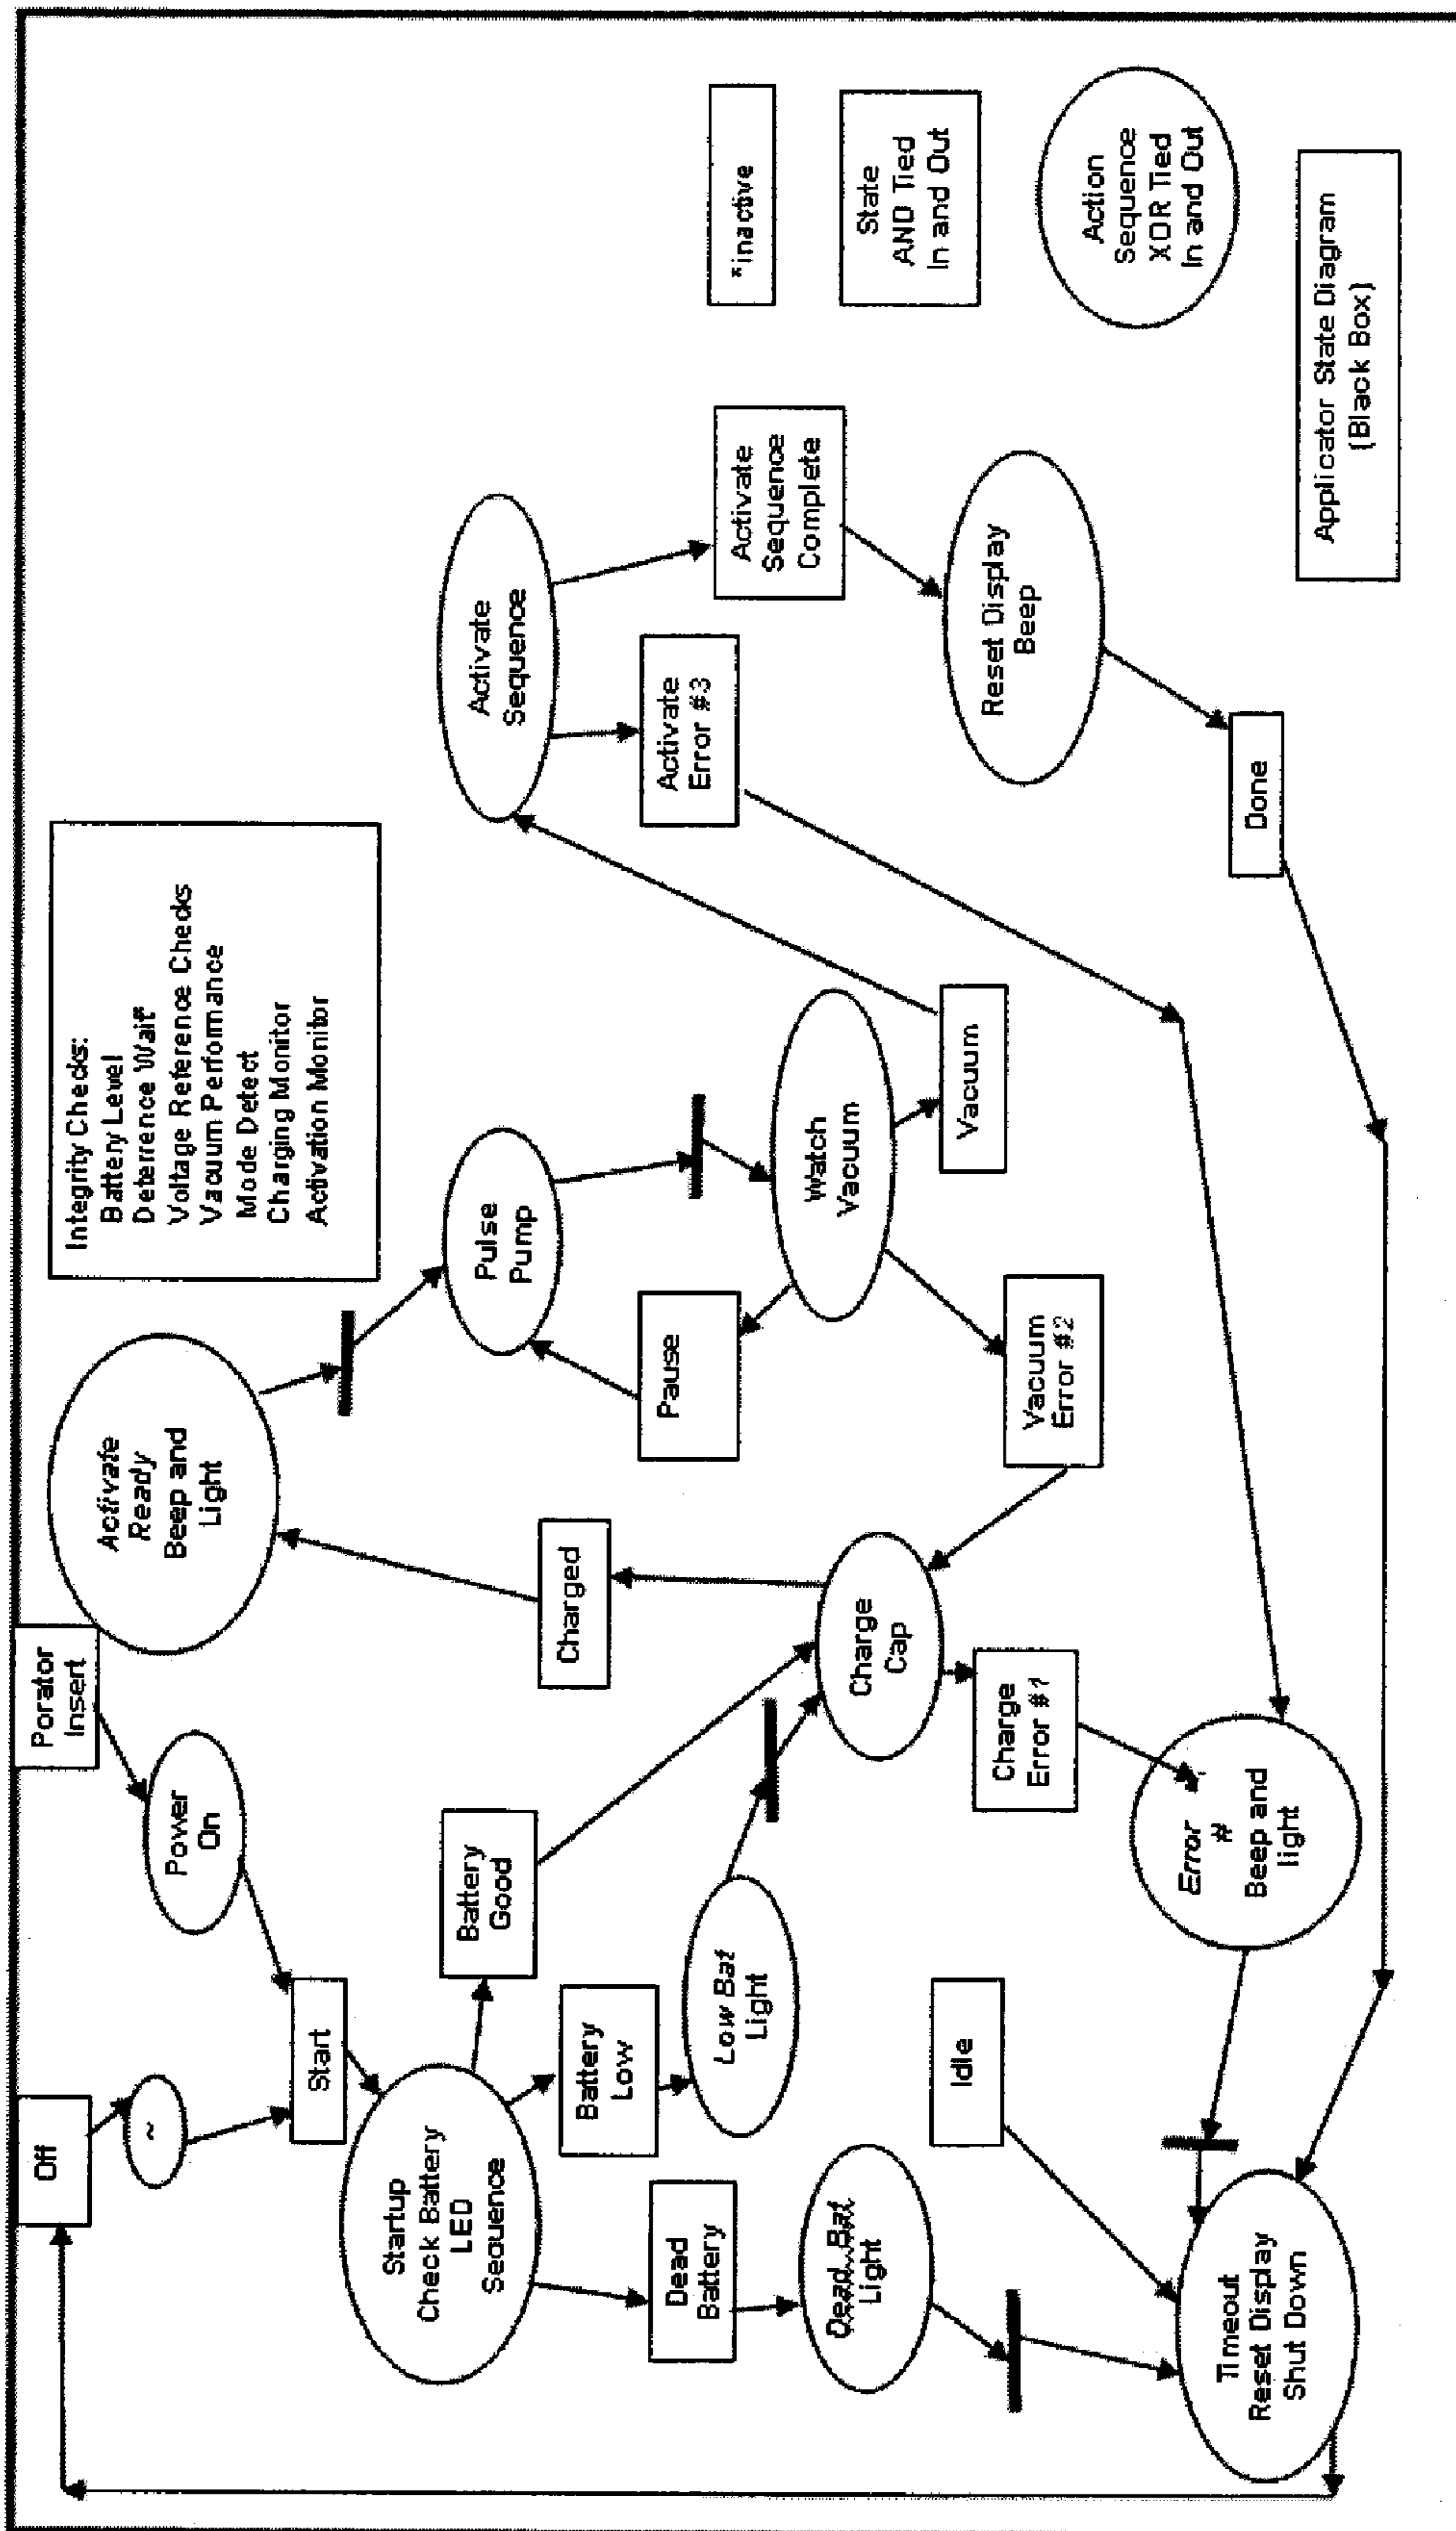 Off
~
Porator
Insert
Power
On
Start
Startup
Check Battery
LED
Sequence
Battery
Good
Battery
Low
Dead
Battery
Low Bat
Light
Dead Bat
Light
Idle
Timeout
Reset Display
Shut Down
Activate
Ready
Beep and
Light
Charged
Charge
Cap
Charge
Error #1
Error
#
Beep and
light
Integrity Checks:
Battery Level
Deterrence Wait*
Voltage Reference Checks
Vacuum Performance
Mode Detect
Charging Monitor
Activation Monitor
Pulse
Pump
Pause
Watch
Vacuum
Vacuum
Error #2
Vacuum
Activate
Sequence
Activate
Error #3
Activate
Sequence
Complete
Reset Display
Beep
Done
*inactive
State
AND Tied
In and Out
Action
Sequence
XOR Tied
In and Out
Applicator State Diagram
(Black Box)